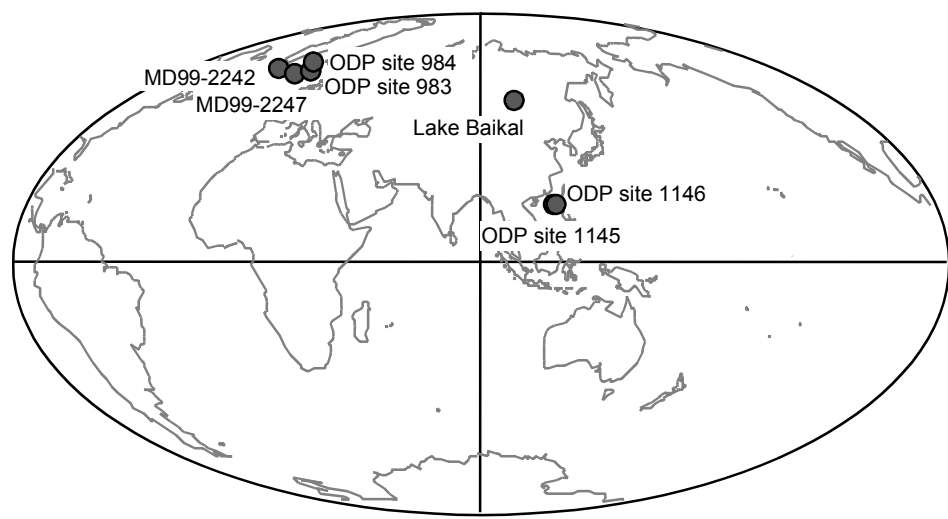 ODP site 984
MD99-2242
ODP site 983
MD99-2247
Lake Baikal
ODP site 1146
ODP site 1145